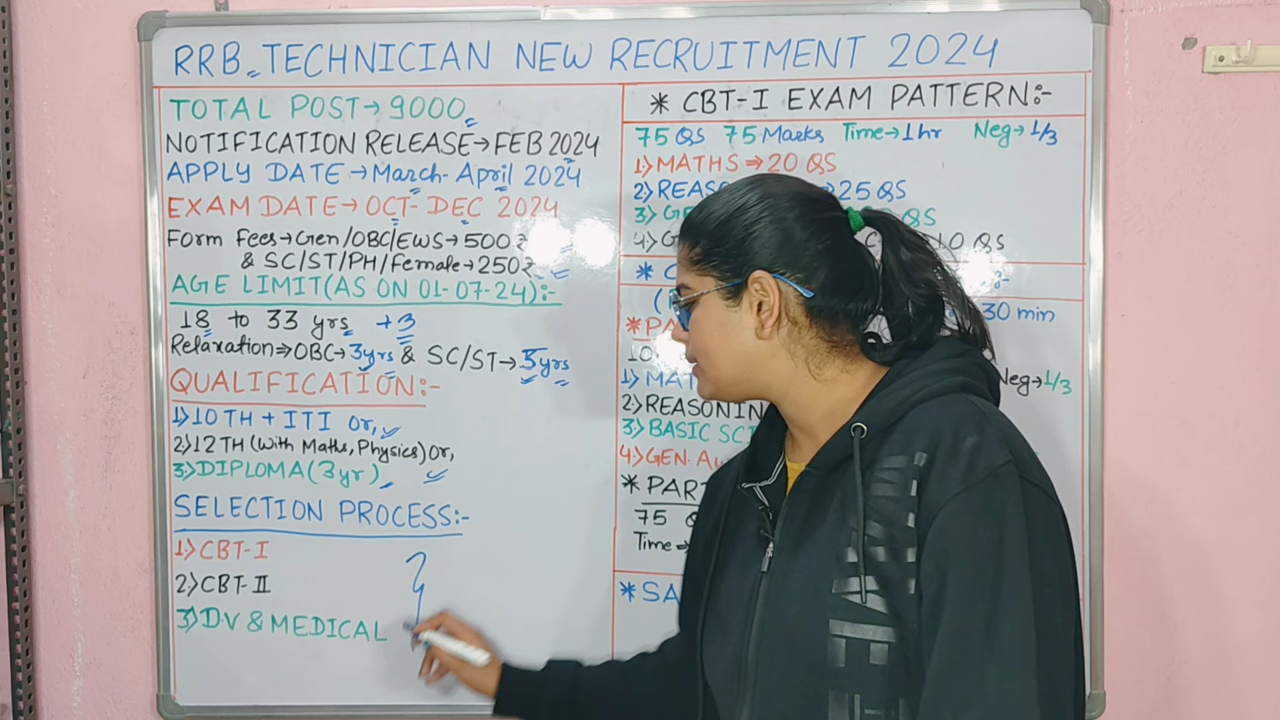 RRB TECHNICIAN NEW RECRUITMENT 2024
TOTAL POST→9000
NOTIFICATION RELEASE→FEB 2024
APPLY DATE→March-April 2024
EXAM DATE→OCT-DEC 2024
Form Fees→Gen/OBC/EWS→500₹
& SC/ST/PH/Female→250₹
AGE LIMIT(AS ON 01-07-24):-
18 to 33 yrs +3
Relaxation⇒OBC→3yrs & SC/ST→5yrs
QUALIFICATION:-
1)10TH + ITI Or,
2)12TH (With Maths, Physics) Or,
3)DIPLOMA(3yr)
SELECTION PROCESS:-
1)CBT-I
2)CBT-II
3)D.V & MEDICAL
* CBT-I EXAM PATTERN:-
75 QS 75 Marks Time→1hr Neg→1/3
1)MATHS⇒20 QS
2)REAS 25 QS
3)GE QS
4)G 10 QS
* C :-
30 min
*PA
10
1)MAT Neg→1/3
2)REASONIN
3)BASIC SC
4)GEN.
*PAR
75
Time→
*SA